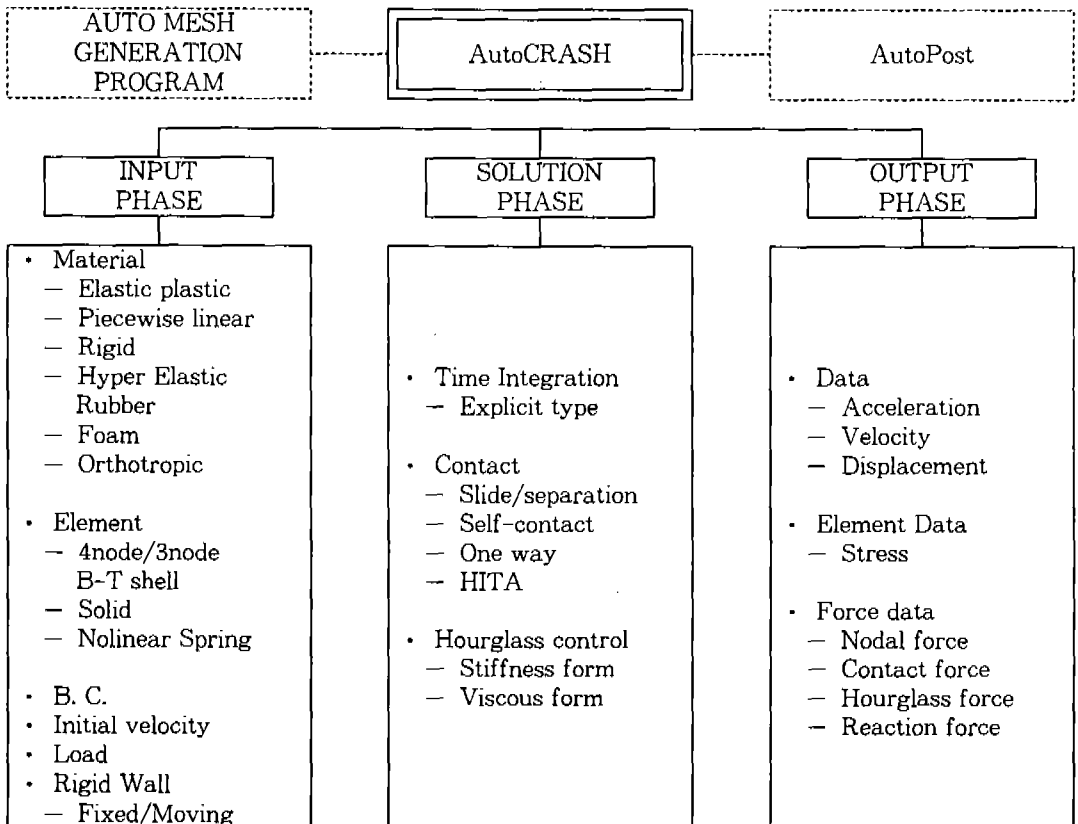 AUTO MESH
GENERATION
PROGRAM
AutoCRASH
AutoPost
INPUT
PHASE
SOLUTION
PHASE
OUTPUT
PHASE
· Material
— Elastic plastic
— Piecewise linear
— Rigid
— Hyper Elastic
Rubber
— Foam
— Orthotropic
· Element
— 4node/3node
B-T shell
— Solid
— Nolinear Spring
· B. C.
· Initial velocity
· Load
· Rigid Wall
— Fixed/Moving
· Time Integration
— Explicit type
· Contact
— Slide/separation
— Self-contact
— One way
— HITA
· Hourglass control
— Stiffness form
— Viscous form
· Data
— Acceleration
— Velocity
— Displacement
· Element Data
— Stress
· Force data
— Nodal force
— Contact force
— Hourglass force
— Reaction force